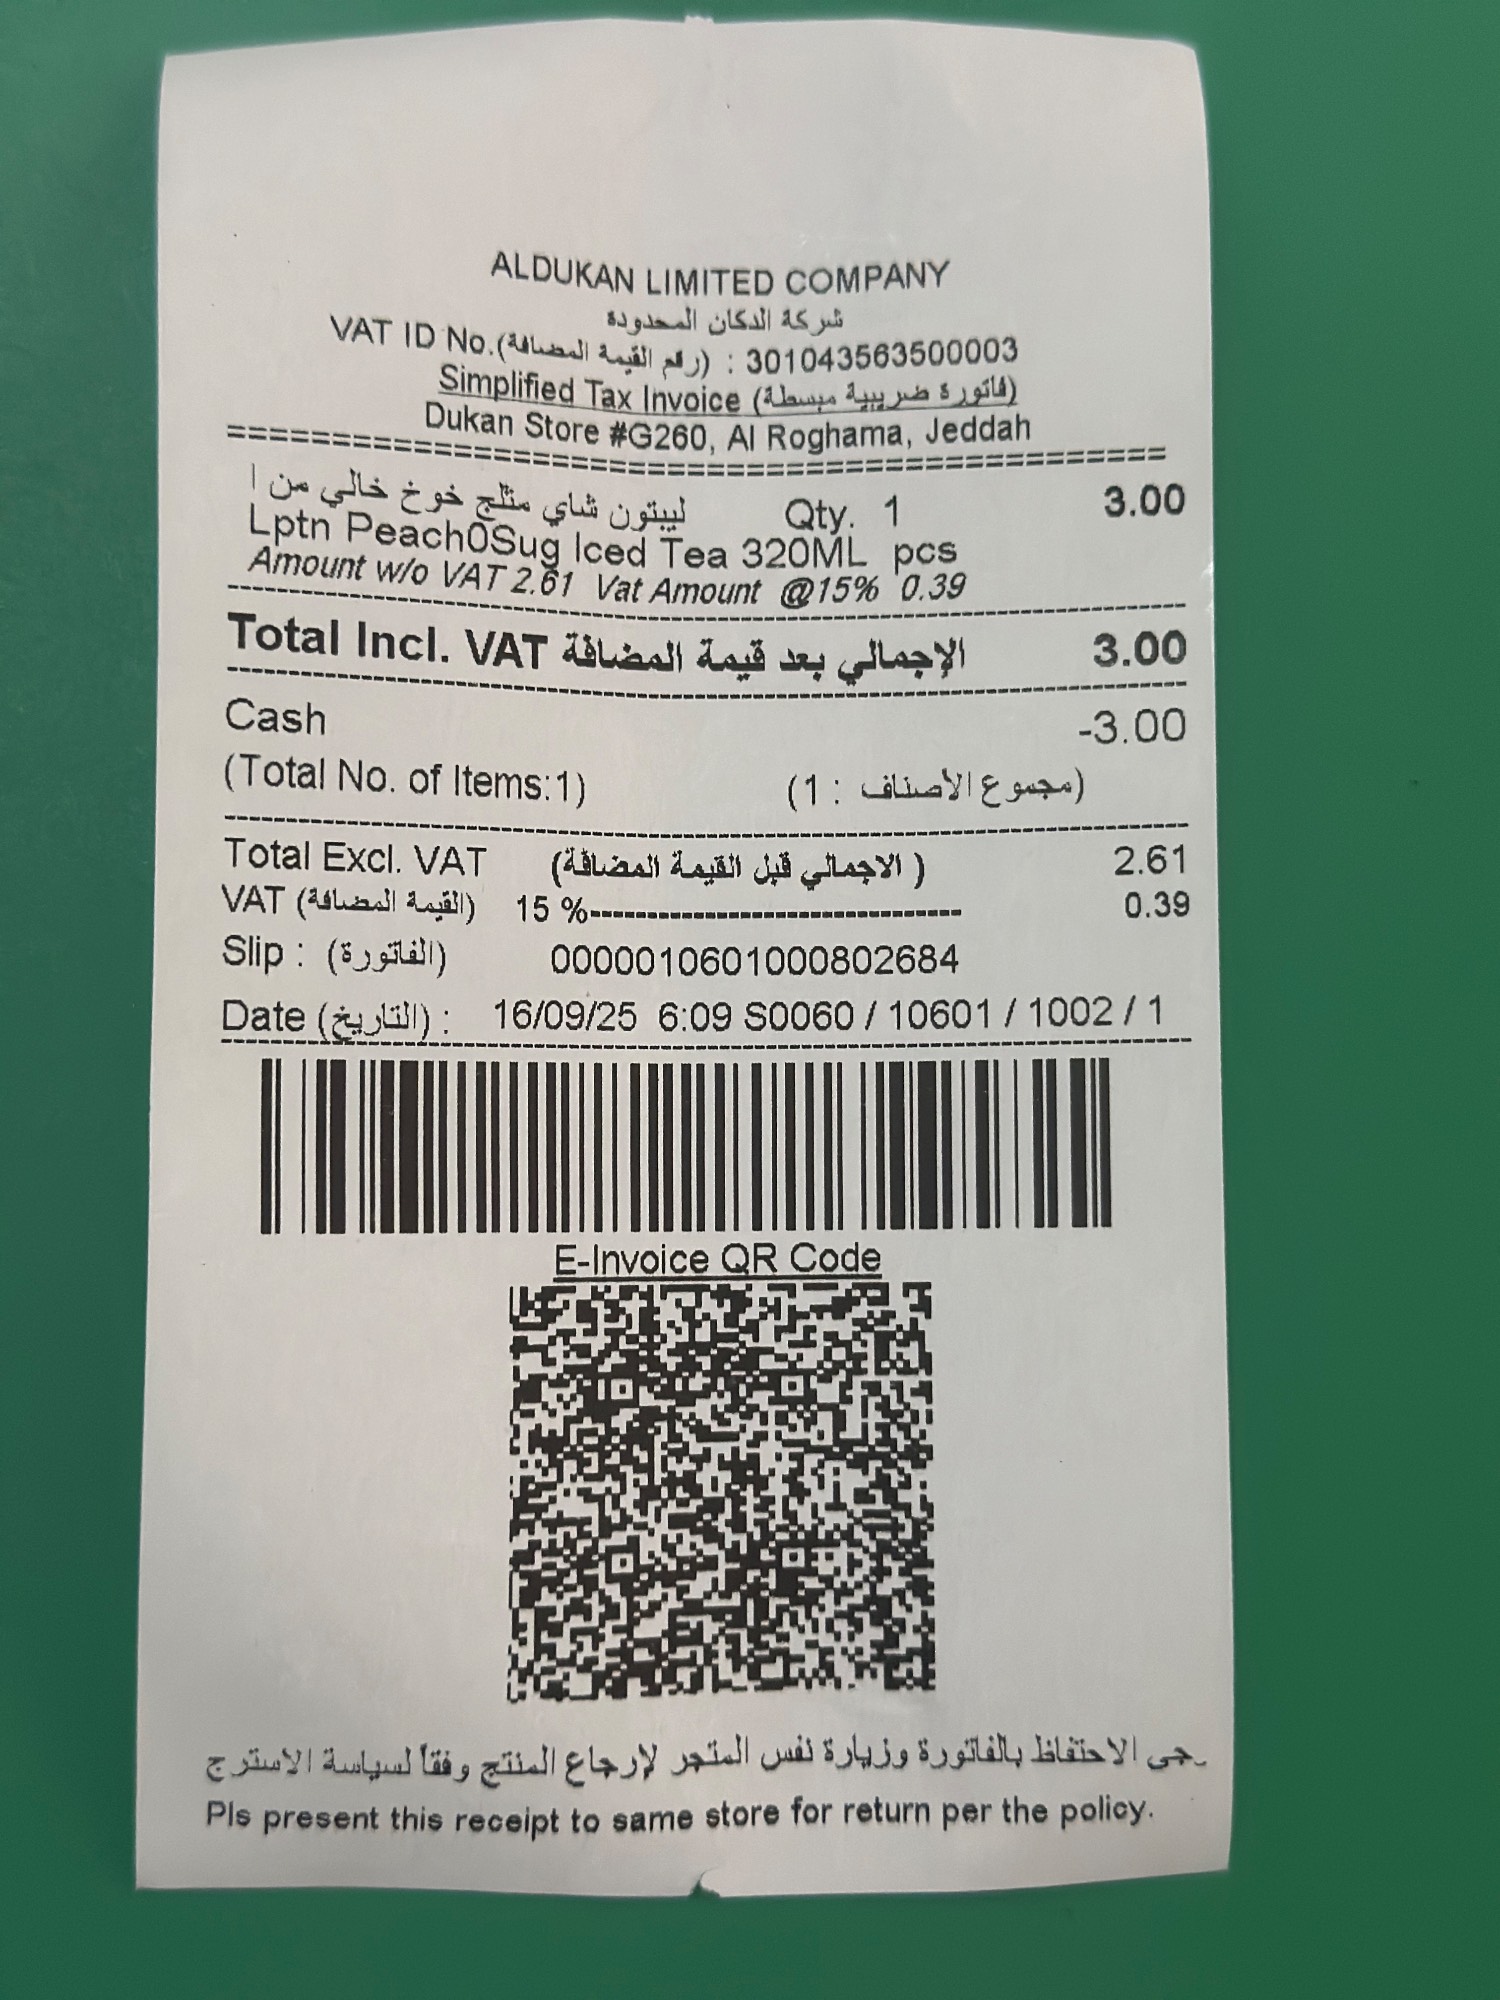 ALDUKAN LIMITED COMPANY
شركة الدكان المحدودة
VAT ID No.(رقم القيمة المضافة) : 301043563500003
Simplified Tax Invoice (فاتورة ضريبية مبسطة)
Dukan Store #G260, Al Roghama, Jeddah
================================================
ليبتون شاي مثلج خوخ خالي من ا Qty. 1 3.00
Lptn Peach0Sug Iced Tea 320ML pcs
Amount w/o VAT 2.61 Vat Amount @15% 0.39
Total Incl. VAT الإجمالي بعد قيمة المضافة 3.00
Cash -3.00
(Total No. of Items:1) (مجموع الأصناف : 1)
Total Excl. VAT (الاجمالي قبل القيمة المضافة ) 2.61
VAT (القيمة المضافة) 15 %--------------------------------- 0.39
Slip : (الفاتورة) 0000010601000802684
Date (التاريخ) : 16/09/25 6:09 S0060 / 10601 / 1002 / 1
E-Invoice QR Code
رجى الاحتفاظ بالفاتورة وزيارة نفس المتجر لإرجاع المنتج وفقاً لسياسة الاسترج
Pls present this receipt to same store for return per the policy.